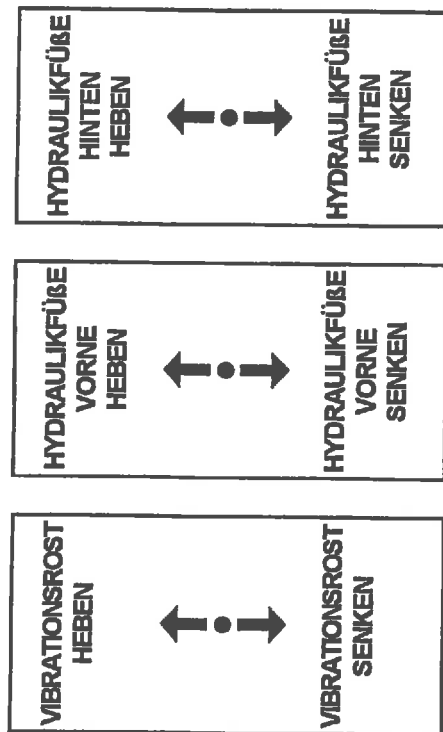 VIBRATIONSROST
HEBEN
VIBRATIONSROST
SENKEN
HYDRAULIKFÜßE
VORNE
HEBEN
HYDRAULIKFÜßE
VORNE
SENKEN
HYDRAULIKFÜßE
HINTEN
HEBEN
HYDRAULIKFÜßE
HINTEN
SENKEN